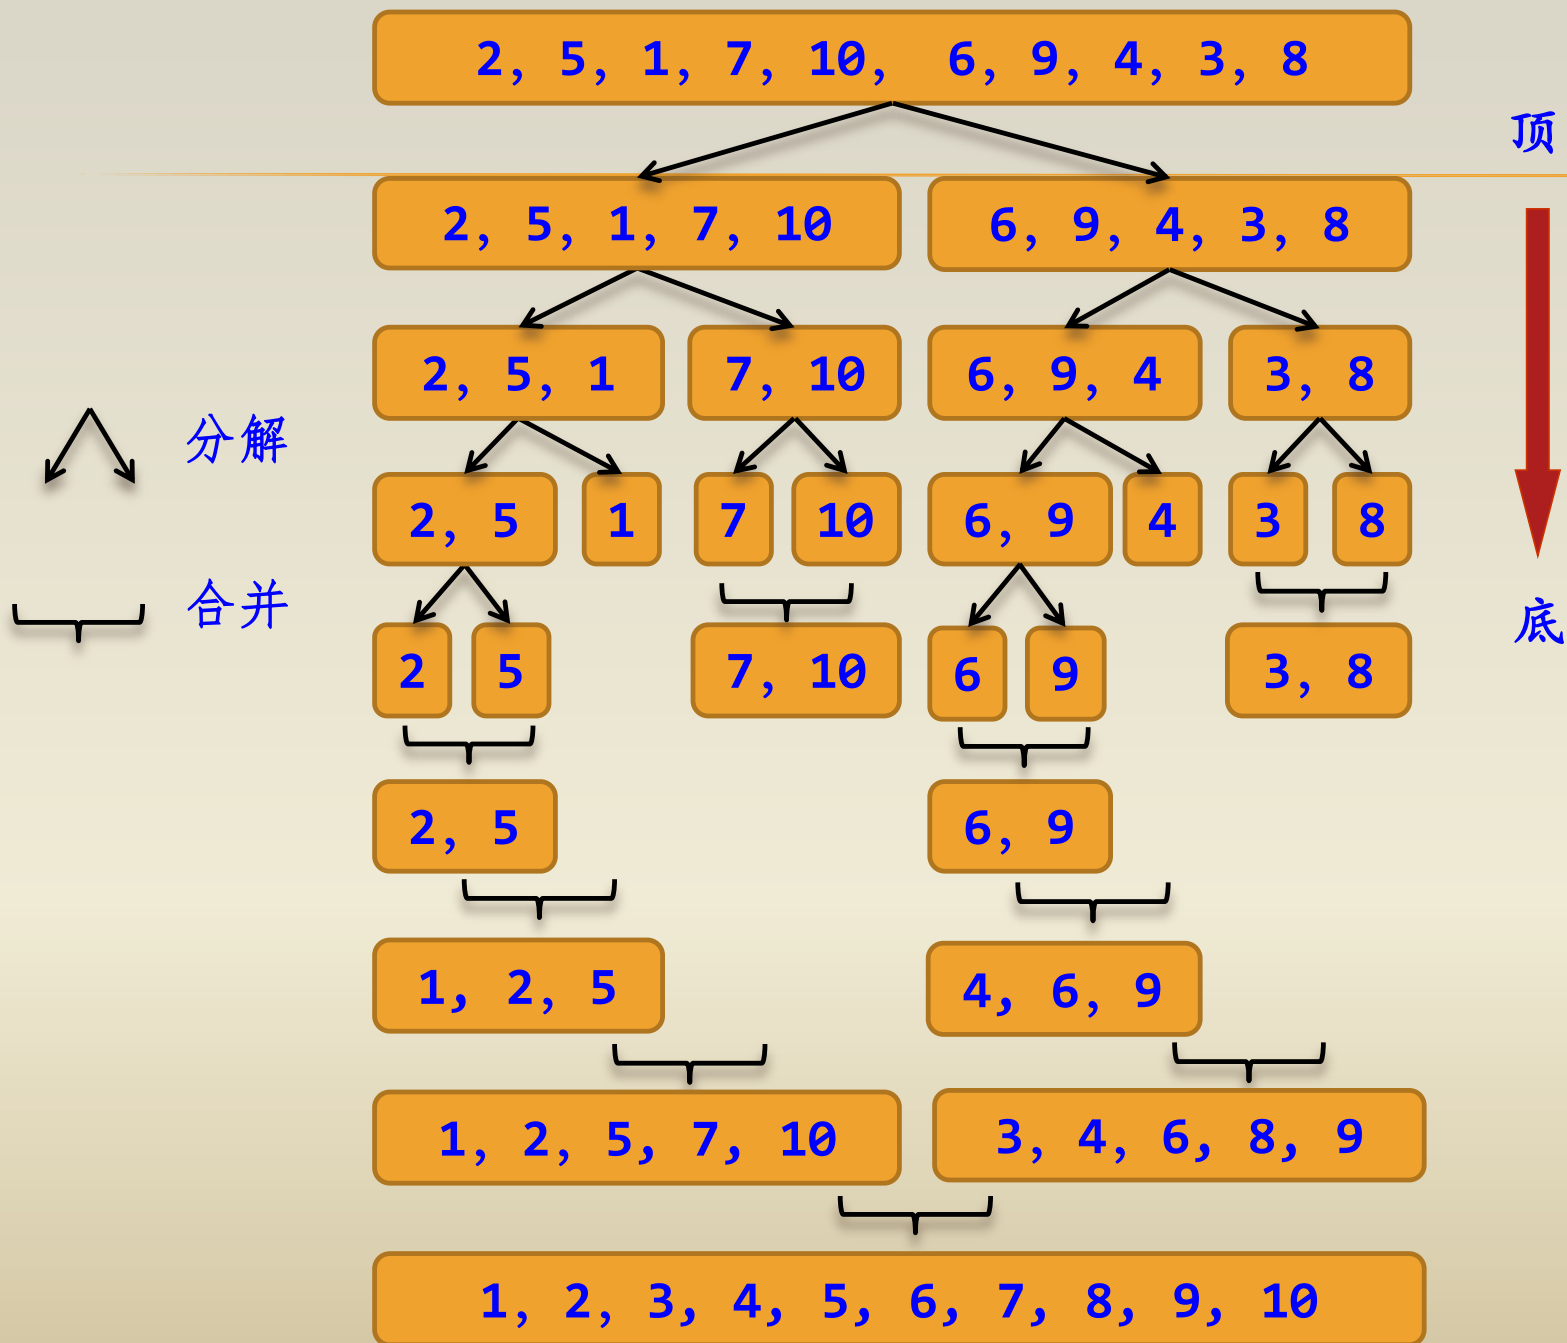 2, 5, 1, 7, 10, 6, 9, 4, 3, 8
顶
2, 5, 1, 7, 10
6, 9, 4, 3, 8
2, 5, 1
7, 10
6, 9, 4
3, 8
分解
2, 5
1
7
10
6, 9
4
3
8
合并
底
2
5
7, 10
6
9
3, 8
2, 5
6, 9
1, 2, 5
4, 6, 9
1, 2, 5, 7, 10
3, 4, 6, 8, 9
1, 2, 3, 4, 5, 6, 7, 8, 9, 10